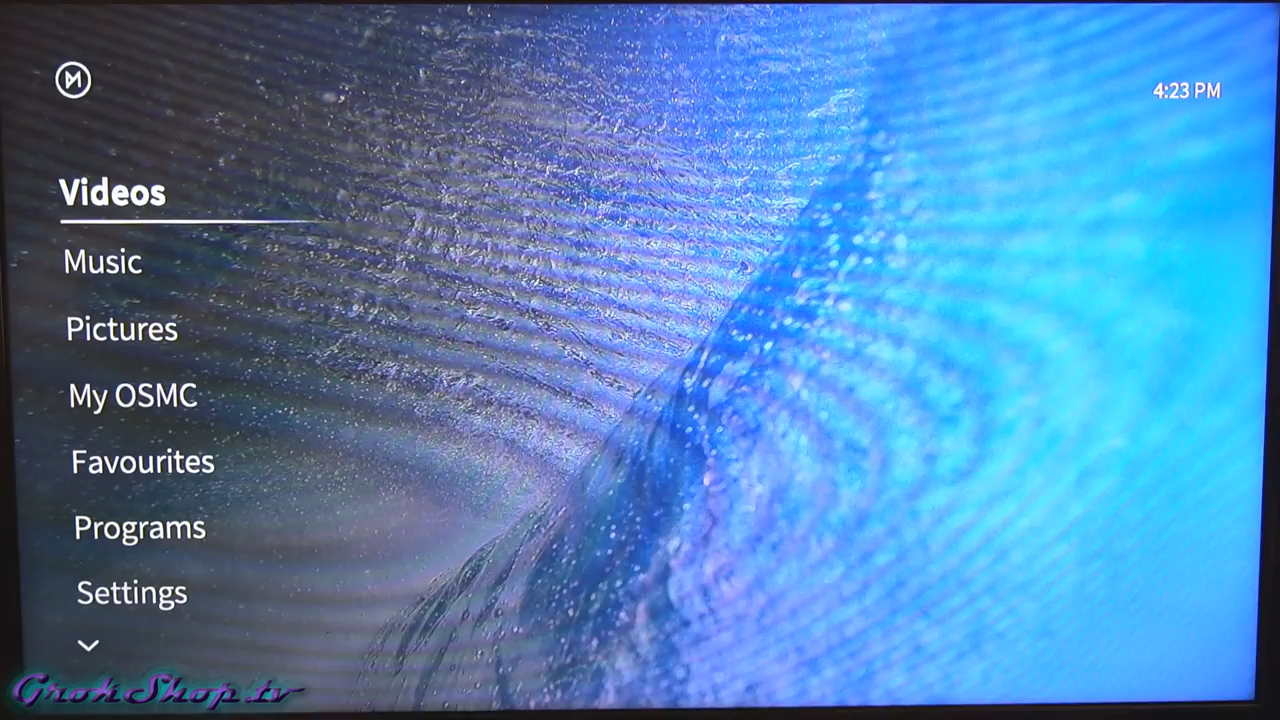 4:23 PM
Videos
Music
Pictures
My OSMC
Favourites
Programs
Settings
GrokShop.tv